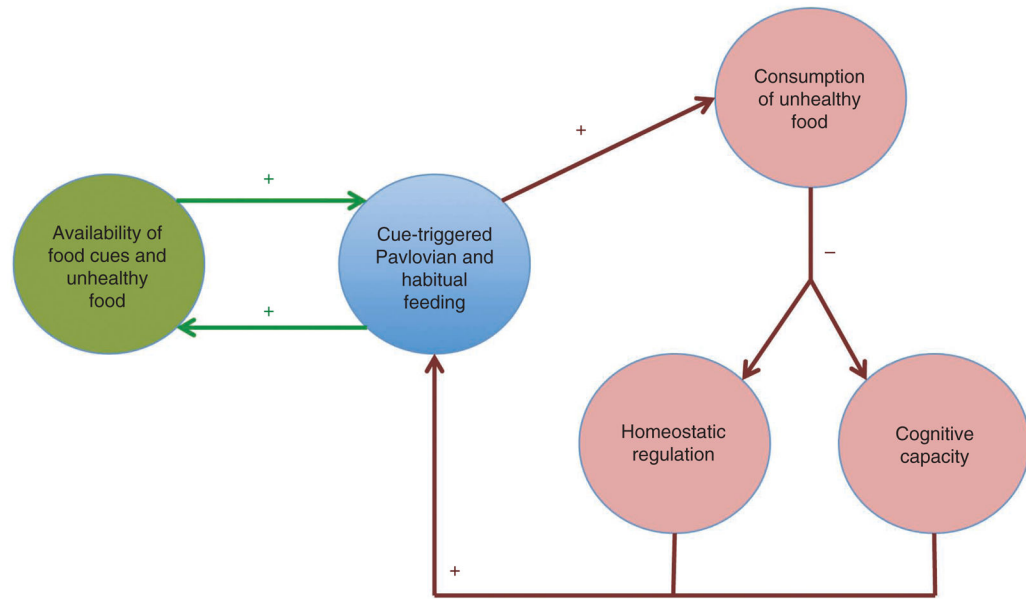 Consumption
of unhealthy
food
+
+
Availability of
food cues and
unhealthy
food
Cue-triggered
Pavlovian and
habitual
feeding
–
+
Homeostatic
regulation
Cognitive
capacity
+